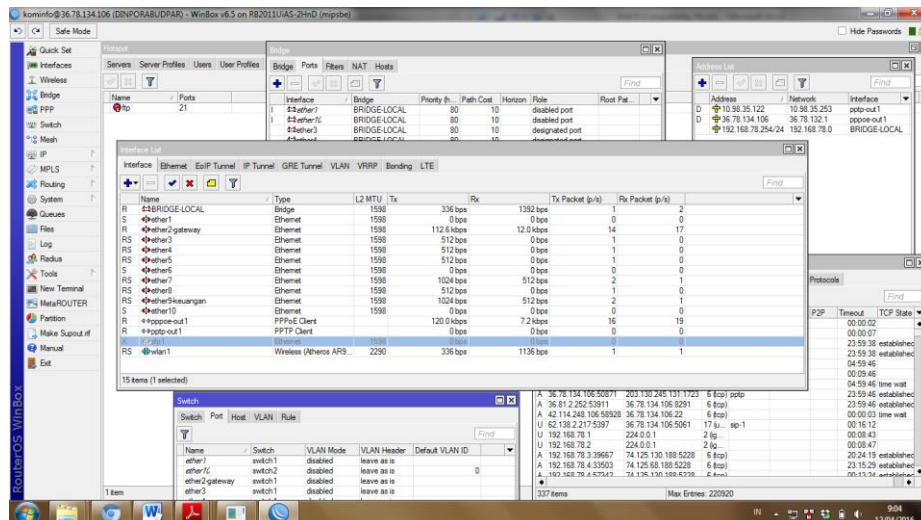 kominfo@36.78.134.106 (DINPORABUDPAR) - WinBox v6.5 on RB2011UiAS-2HnD (mipsbe)
Safe Mode
Hide Passwords
Quick Set
Interfaces
Wireless
Bridge
PPP
Switch
Mesh
IP
MPLS
Routing
System
Queues
Files
Log
Radius
Tools
New Terminal
MetaROUTER
Partition
Make Supout.rif
Manual
Exit
RouterOS WinBox
Hotspot
Servers Server Profiles Users User Profiles
Name Ports
ftp 21
1 item
Bridge
Bridge Ports Filters NAT Hosts
Find
Interface Bridge Priority (h... Path Cost Horizon Role Root Pat...
I ether1 BRIDGE-LOCAL 80 10 disabled port
I ether10 BRIDGE-LOCAL 80 10 disabled port
ether3 BRIDGE-LOCAL 80 10 designated port
Address List
Find
Address Network Interface
D 10.98.35.122 10.98.35.253 pptp-out1
D 36.78.134.106 36.78.132.1 pppoe-out1
192.168.78.254/24 192.168.78.0 BRIDGE-LOCAL
Interface List
Interface Ethernet EoIP Tunnel IP Tunnel GRE Tunnel VLAN VRRP Bonding LTE
Find
Name Type L2 MTU Tx Rx Tx Packet (p/s) Rx Packet (p/s)
R BRIDGE-LOCAL Bridge 1598 336 bps 1392 bps 1 2
S ether1 Ethernet 1598 0 bps 0 bps 0 0
R ether2-gateway Ethernet 1598 112.6 kbps 12.0 kbps 14 17
RS ether3 Ethernet 1598 512 bps 0 bps 1 0
RS ether4 Ethernet 1598 512 bps 0 bps 1 0
RS ether5 Ethernet 1598 512 bps 0 bps 1 0
S ether6 Ethernet 1598 0 bps 0 bps 0 0
RS ether7 Ethernet 1598 1024 bps 512 bps 2 1
RS ether8 Ethernet 1598 512 bps 0 bps 1 0
RS ether9-keuangan Ethernet 1598 1024 bps 512 bps 2 1
S ether10 Ethernet 1598 0 bps 0 bps 0 0
R pppoe-out1 PPPoE Client 120.0 kbps 7.2 kbps 16 19
R pptp-out1 PPTP Client 0 bps 0 bps 0 0
X sfp1 Ethernet 1598 0 bps 0 bps 0 0
RS wlan1 Wireless (Atheros AR9... 2290 336 bps 1136 bps 1 1
15 items (1 selected)
Switch
Switch Port Host VLAN Rule
Find
Name Switch VLAN Mode VLAN Header Default VLAN ID
ether1 switch1 disabled leave as is
ether10 switch2 disabled leave as is 0
ether2-gateway switch1 disabled leave as is
ether3 switch1 disabled leave as is
Protocols
Find
P2P Timeout TCP State
00:00:02
00:00:07
23:59:38 established
23:59:38 established
04:59:46
00:09:46
04:59:46 time wait
A 36.78.134.106:50871 203.130.245.131:1723 6 (tcp) pptp 23:59:46 established
A 36.81.2.252:53911 36.78.134.106:8291 6 (tcp) 23:59:46 established
A 42.114.248.106:58928 36.78.134.106:22 6 (tcp) 00:00:03 time wait
U 62.138.2.217:5397 36.78.134.106:5061 17 (u... sip-1 00:16:12
U 192.168.78.1 224.0.0.1 2 (ig... 00:08:43
U 192.168.78.2 224.0.0.1 2 (ig... 00:08:47
A 192.168.78.3:39667 74.125.130.188:5228 6 (tcp) 20:24:19 established
A 192.168.78.4:33503 74.125.68.188:5228 6 (tcp) 23:15:29 established
337 items Max Entries: 220920
IN
9:04
12/04/2016